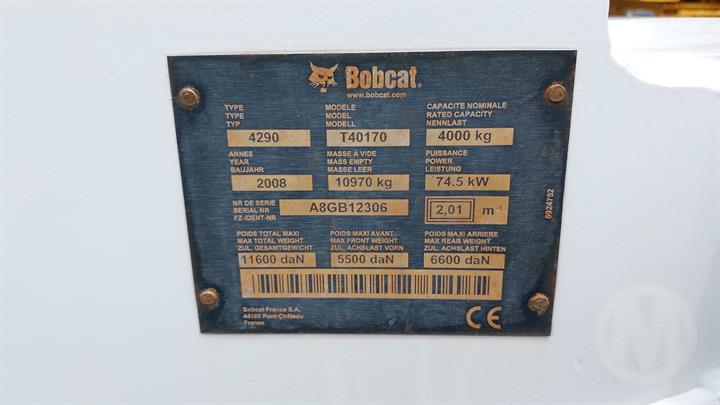 Bobcat
www.bobcat.com
TYPE MODELE CAPACITE NOMINALE
TYPE MODEL RATED CAPACITY
TYP MODELL NENNLAST
4290 T40170 4000 kg
ANNEE MASSE A VIDE PUISSANCE
YEAR MASS EMPTY POWER
BAUJAHR MASSE LEER LEISTUNG
2008 10970 kg 74.5 kW
NR DE SERIE
SERIAL NR
FZ-IDENT-NR
A8GB12306 2,01 m⁻¹
POIDS TOTAL MAXI POIDS MAXI AVANT POIDS MAXI ARRIERE
MAX TOTAL WEIGHT MAX FRONT WEIGHT MAX REAR WEIGHT
ZUL. GESAMTGEWICHT ZUL. ACHSLAST VORN ZUL. ACHSLAST HINTEN
11600 daN 5500 daN 6600 daN
Bobcat France S.A.
44160 Pont-Château
France
CE
6924752
M